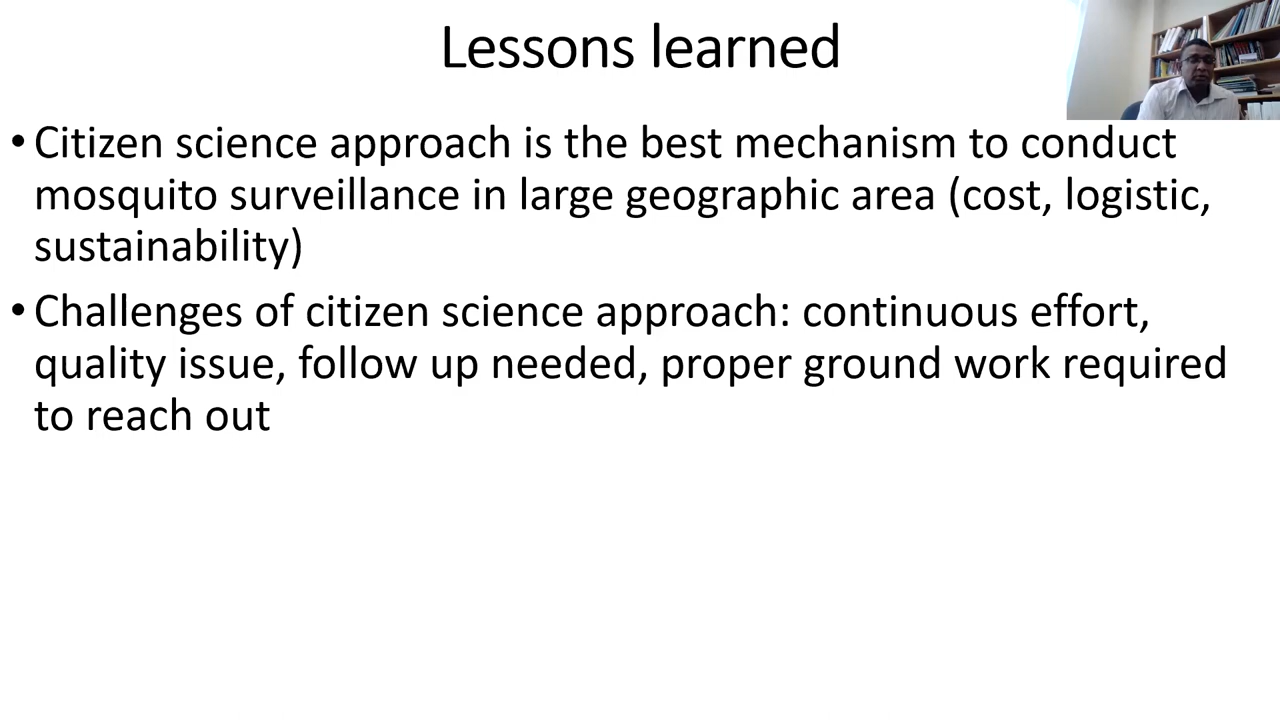 Lessons learned
• Citizen science approach is the best mechanism to conduct
mosquito surveillance in large geographic area (cost, logistic,
sustainability)
• Challenges of citizen science approach: continuous effort,
quality issue, follow up needed, proper ground work required
to reach out